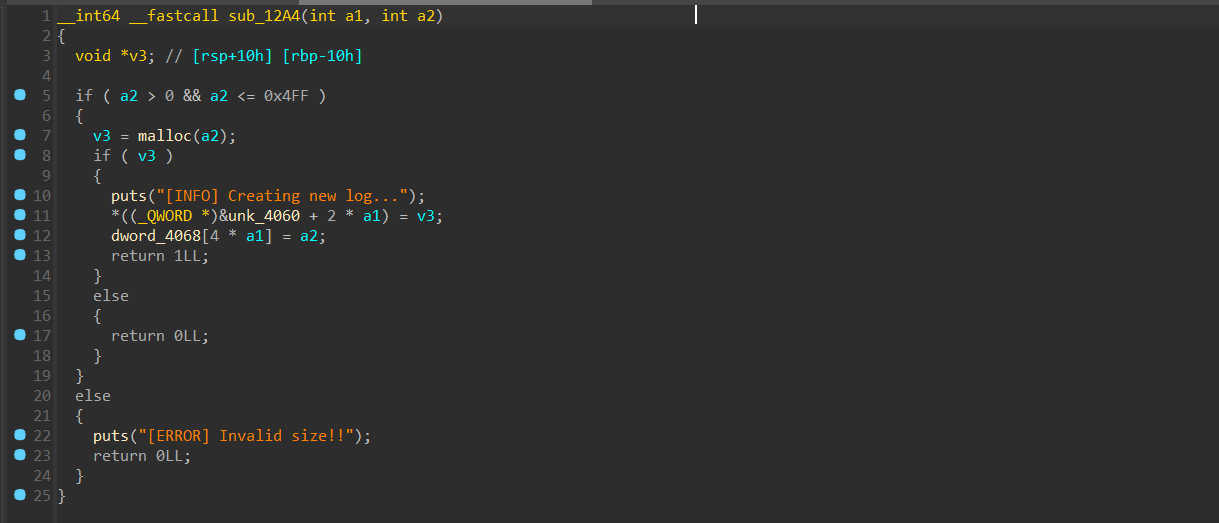 1 __int64 __fastcall sub_12A4(int a1, int a2)
2 {
3   void *v3; // [rsp+10h] [rbp-10h]
4
5   if ( a2 > 0 && a2 <= 0x4FF )
6   {
7     v3 = malloc(a2);
8     if ( v3 )
9     {
10       puts("[INFO] Creating new log...");
11       *((_QWORD *)&unk_4060 + 2 * a1) = v3;
12       dword_4068[4 * a1] = a2;
13       return 1LL;
14     }
15     else
16     {
17       return 0LL;
18     }
19   }
20   else
21   {
22     puts("[ERROR] Invalid size!!");
23     return 0LL;
24   }
25 }